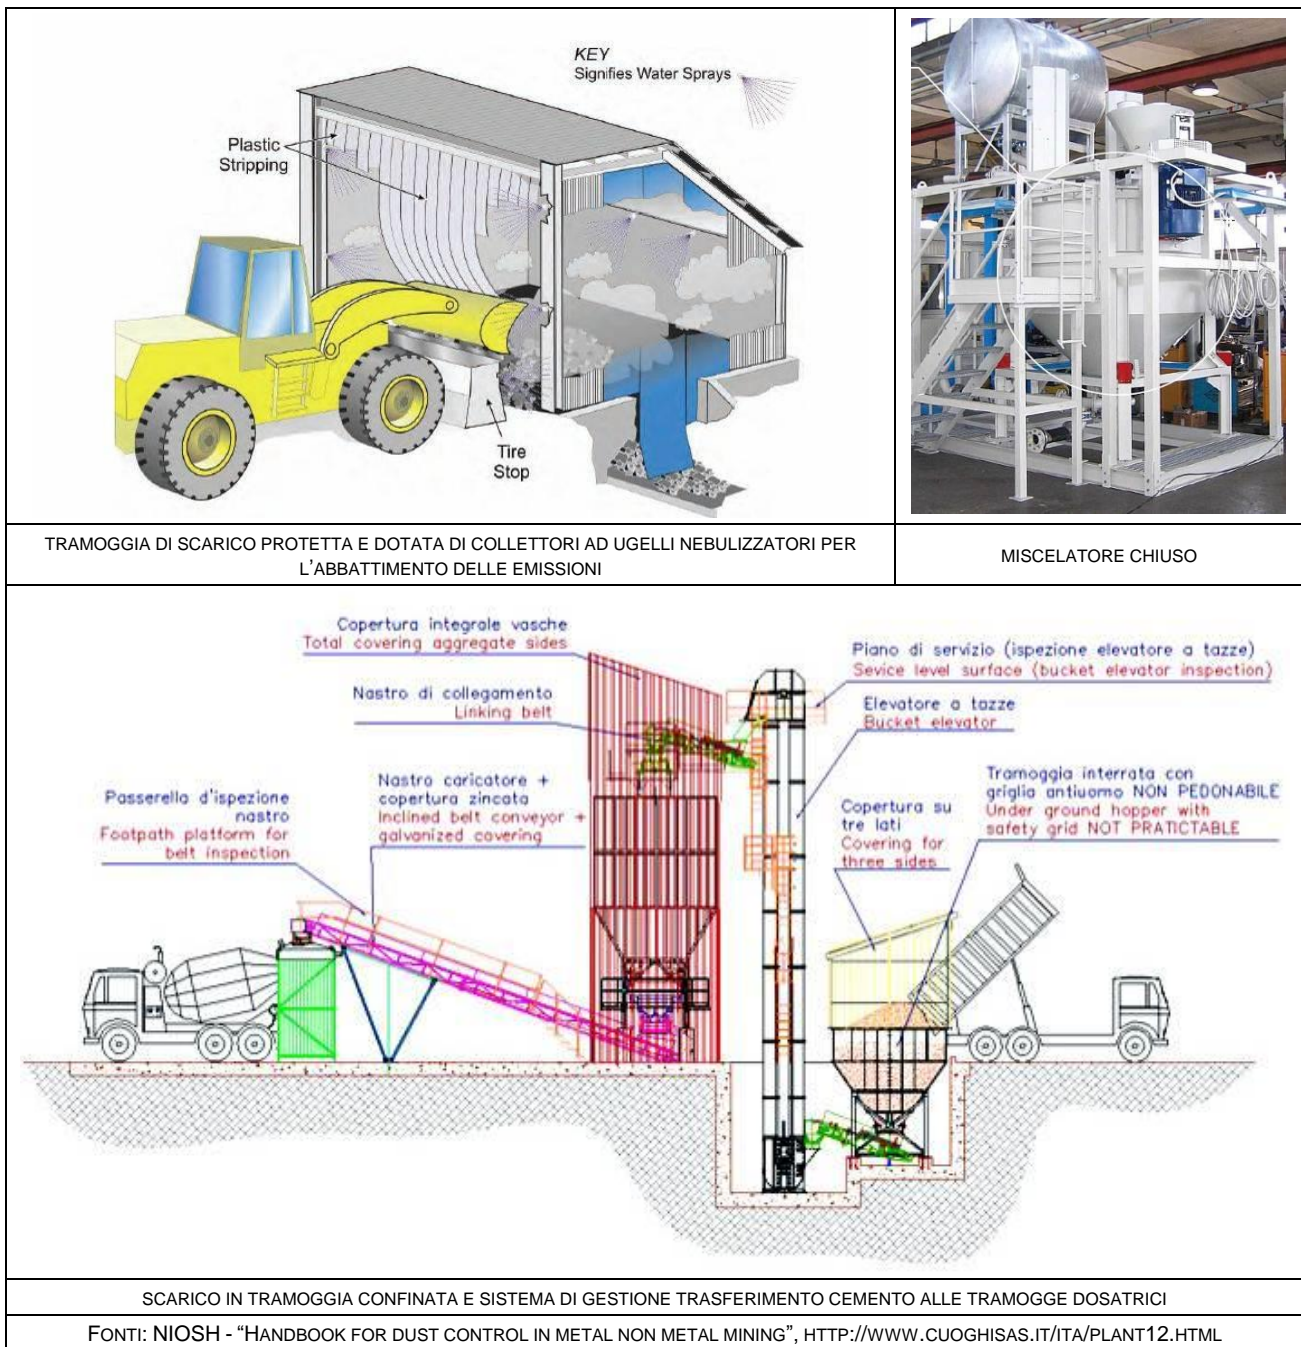 KEY
Signifies Water Sprays
Plastic
Stripping
Tire
Stop
TRAMOGGIA DI SCARICO PROTETTA E DOTATA DI COLLETTORI AD UGELLI NEBULIZZATORI PER
L'ABBATTIMENTO DELLE EMISSIONI
MISCELATORE CHIUSO
Copertura integrale vasche
Total covering aggregate sides
Nastro di collegamento
Linking belt
Passerella d'ispezione
nastro
Footpath platform for
belt inspection
Nastro caricatore +
copertura zincata
Inclined belt conveyor +
galvanized covering
Piano di servizio (ispezione elevatore a tazze)
Sevice level surface (bucket elevator inspection)
Elevatore a tazze
Bucket elevator
Copertura su
tre lati
Covering for
three sides
Tramoggia interrata con
griglia antiuomo NON PEDONABILE
Under ground hopper with
safety grid NOT PRATICTABLE
SCARICO IN TRAMOGGIA CONFINATA E SISTEMA DI GESTIONE TRASFERIMENTO CEMENTO ALLE TRAMOGGE DOSATRICI
FONTI: NIOSH - "HANDBOOK FOR DUST CONTROL IN METAL NON METAL MINING", HTTP://WWW.CUOGHISAS.IT/ITA/PLANT12.HTML